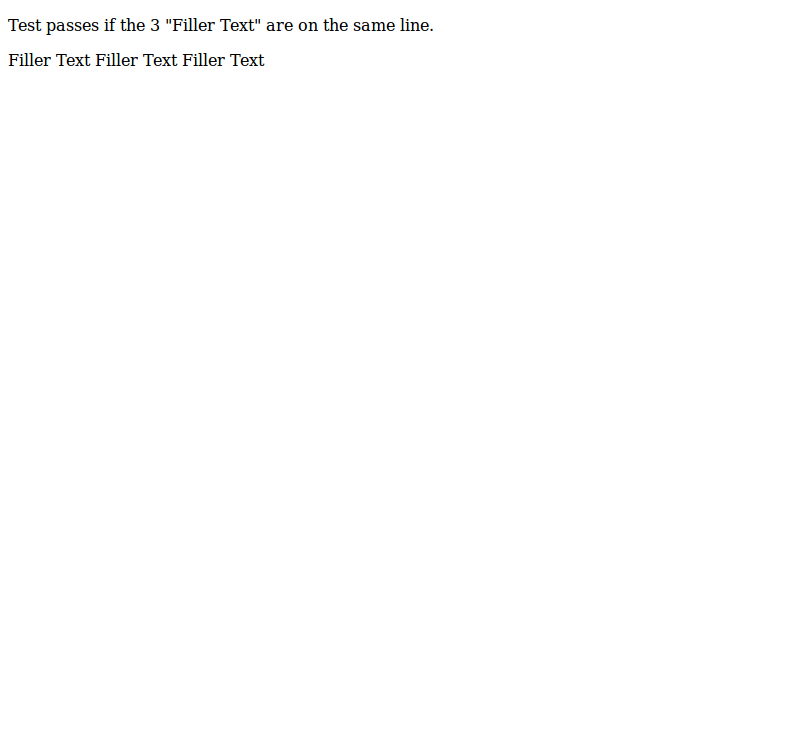 Test passes if the 3 "Filler Text" are on the same line.
Filler Text Filler Text Filler Text